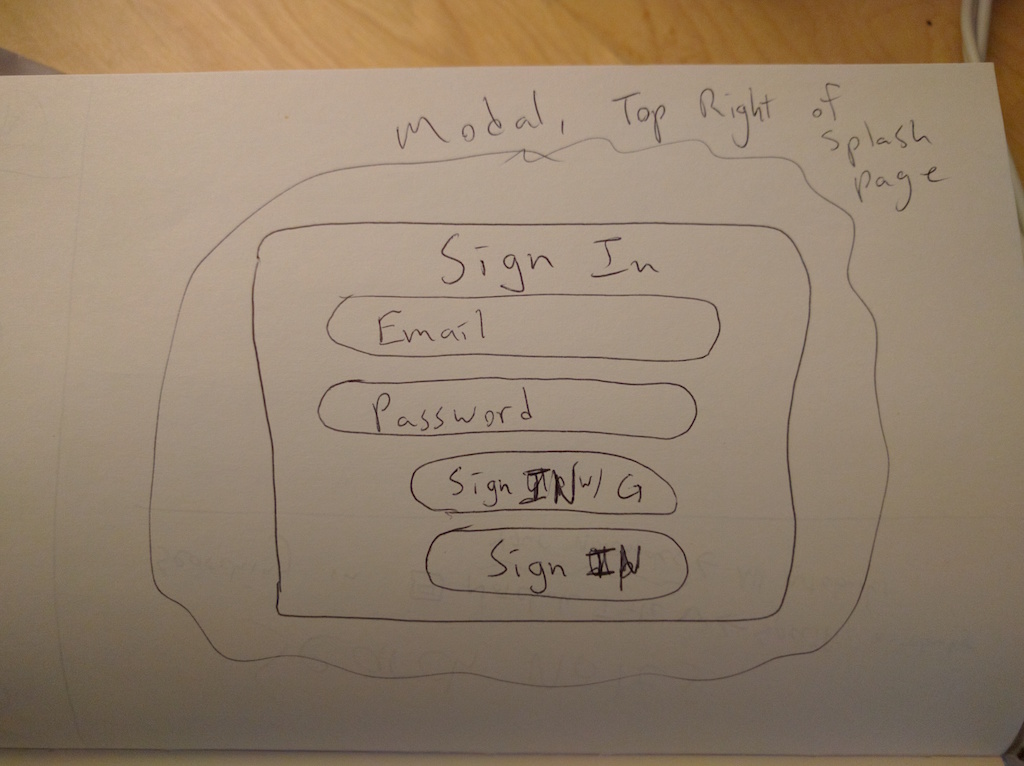 Modal, Top Right of
splash
page
Sign In
Email
Password
Sign IN w/ G
Sign IN